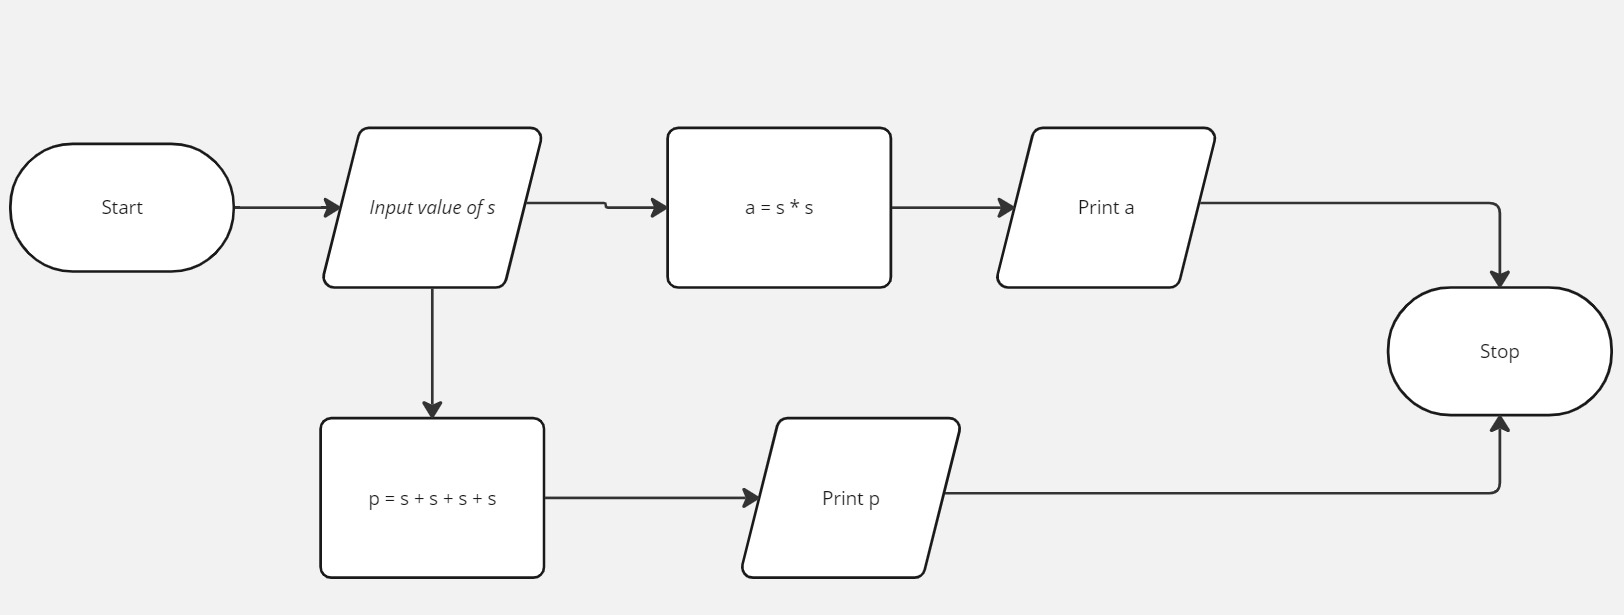 Start
Input value of s
a = s * s
Print a
Stop
p = s + s + s + s
Print p